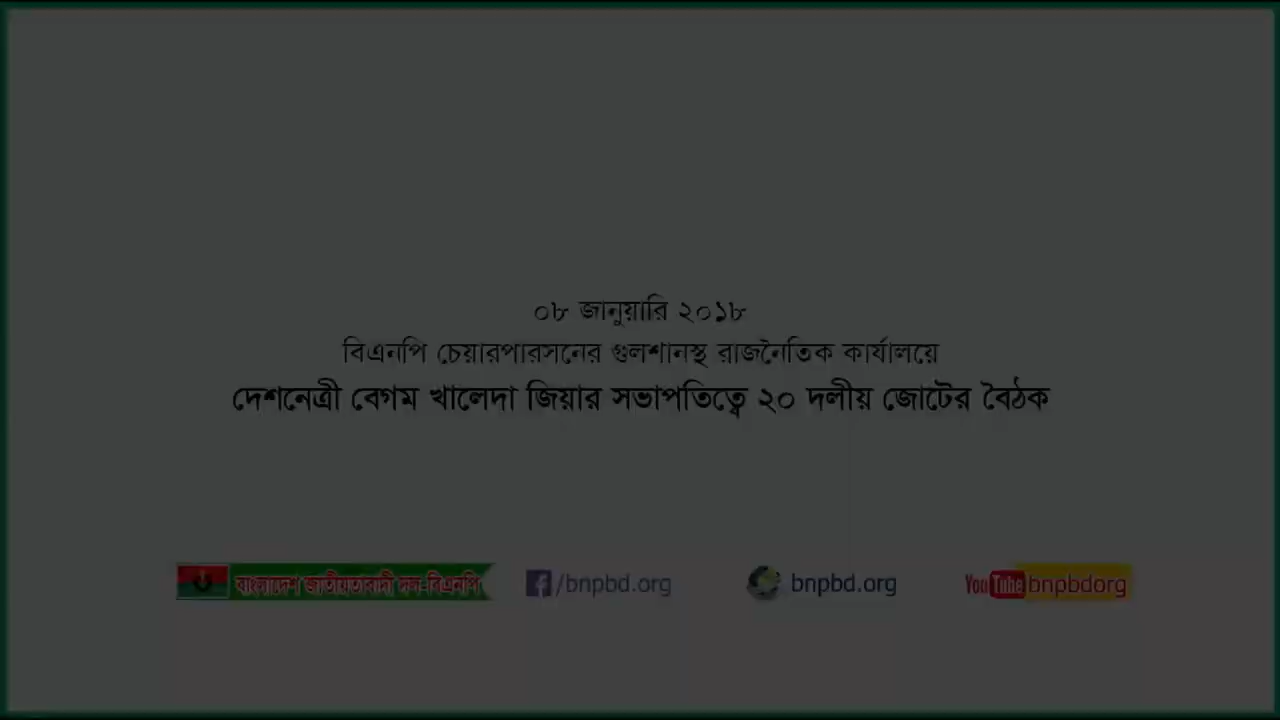 ০৮ জানুয়ারি ২০১৮
বিএনপি চেয়ারপারসনের গুলশানস্থ রাজনৈতিক কার্যালয়ে
দেশনেত্রী বেগম খালেদা জিয়ার সভাপতিত্বে ২০ দলীয় জোটের বৈঠক
বাংলাদেশ জাতীয়তাবাদী দল-বিএনপি /bnpbd.org bnpbd.org YouTube bnpbdorg